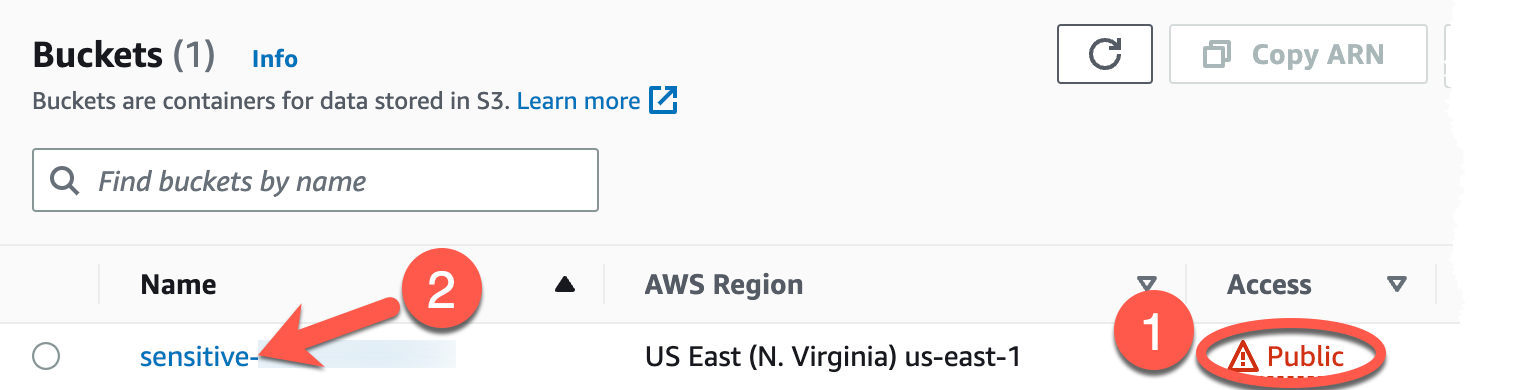 Buckets (1) Info
Copy ARN
Buckets are containers for data stored in S3. Learn more
Find buckets by name
Name
AWS Region
Access
2
1
sensitive-
US East (N. Virginia) us-east-1
Public